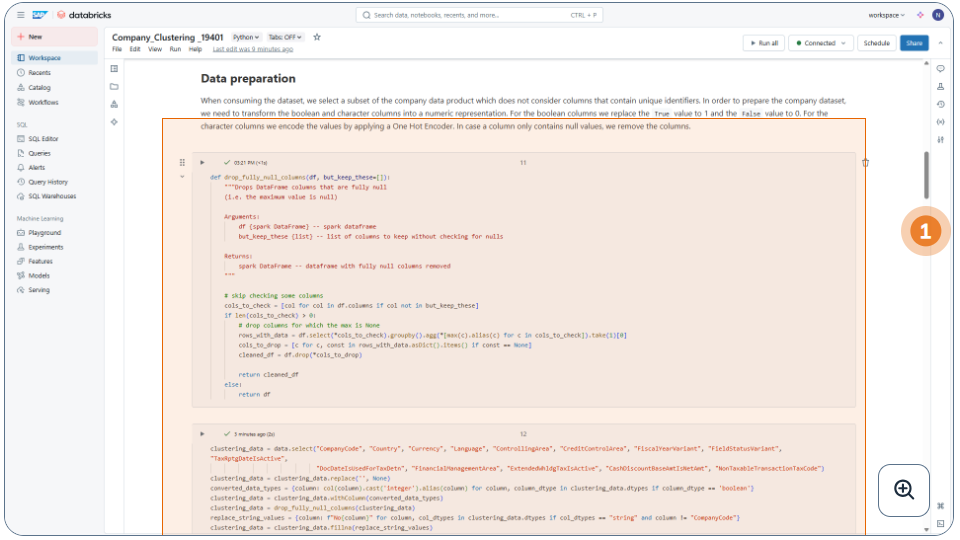 SAP databricks
Search data, notebooks, recents, and more... CTRL + P
workspace
N
New
Workspace
Recents
Catalog
Workflows
SQL
SQL Editor
Queries
Alerts
Query History
SQL Warehouses
Machine Learning
Playground
Experiments
Features
Models
Serving
Company_Clustering _19401 Python Tabs: OFF
File Edit View Run Help Last edit was 9 minutes ago
Run all Connected Schedule Share
Data preparation
When consuming the dataset, we select a subset of the company data product which does not consider columns that contain unique identifiers. In order to prepare the company dataset,
we need to transform the boolean and character columns into a numeric representation. For the boolean columns we replace the True value to 1 and the False value to 0. For the
character columns we encode the values by applying a One Hot Encoder. In case a column only contains null values, we remove the columns.
03:21 PM (<1s) 11
def drop_fully_null_columns(df, but_keep_these=[]):
"""Drops DataFrame columns that are fully null
(i.e. the maximum value is null)
Arguments:
df {spark DataFrame} -- spark dataframe
but_keep_these {list} -- list of columns to keep without checking for nulls
Returns:
spark DataFrame -- dataframe with fully null columns removed
"""
# skip checking some columns
cols_to_check = [col for col in df.columns if col not in but_keep_these]
if len(cols_to_check) > 0:
# drop columns for which the max is None
rows_with_data = df.select(*cols_to_check).groupby().agg(*[max(c).alias(c) for c in cols_to_check]).take(1)[0]
cols_to_drop = [c for c, const in rows_with_data.asDict().items() if const == None]
cleaned_df = df.drop(*cols_to_drop)
return cleaned_df
else:
return df
1
3 minutes ago (2s) 12
clustering_data = data.select("CompanyCode", "Country", "Currency", "Language", "ControllingArea", "CreditControlArea", "FiscalYearVariant", "FieldStatusVariant",
"TaxRptgDateIsActive",
"DocDateIsUsedForTaxDetn", "FinancialManagementArea", "ExtendedWhldgTaxIsActive", "CashDiscountBaseAmtIsNetAmt", "NonTaxableTransactionTaxCode")
clustering_data = clustering_data.replace('', None)
converted_data_types = {column: col(column).cast('integer').alias(column) for column, column_dtype in clustering_data.dtypes if column_dtype == 'boolean'}
clustering_data = clustering_data.withColumn(converted_data_types)
clustering_data = drop_fully_null_columns(clustering_data)
replace_string_values = {column: f"No{column}" for column, col_dtypes in clustering_data.dtypes if col_dtypes == "string" and column != "CompanyCode"}
clustering_data = clustering_data.fillna(replace_string_values)